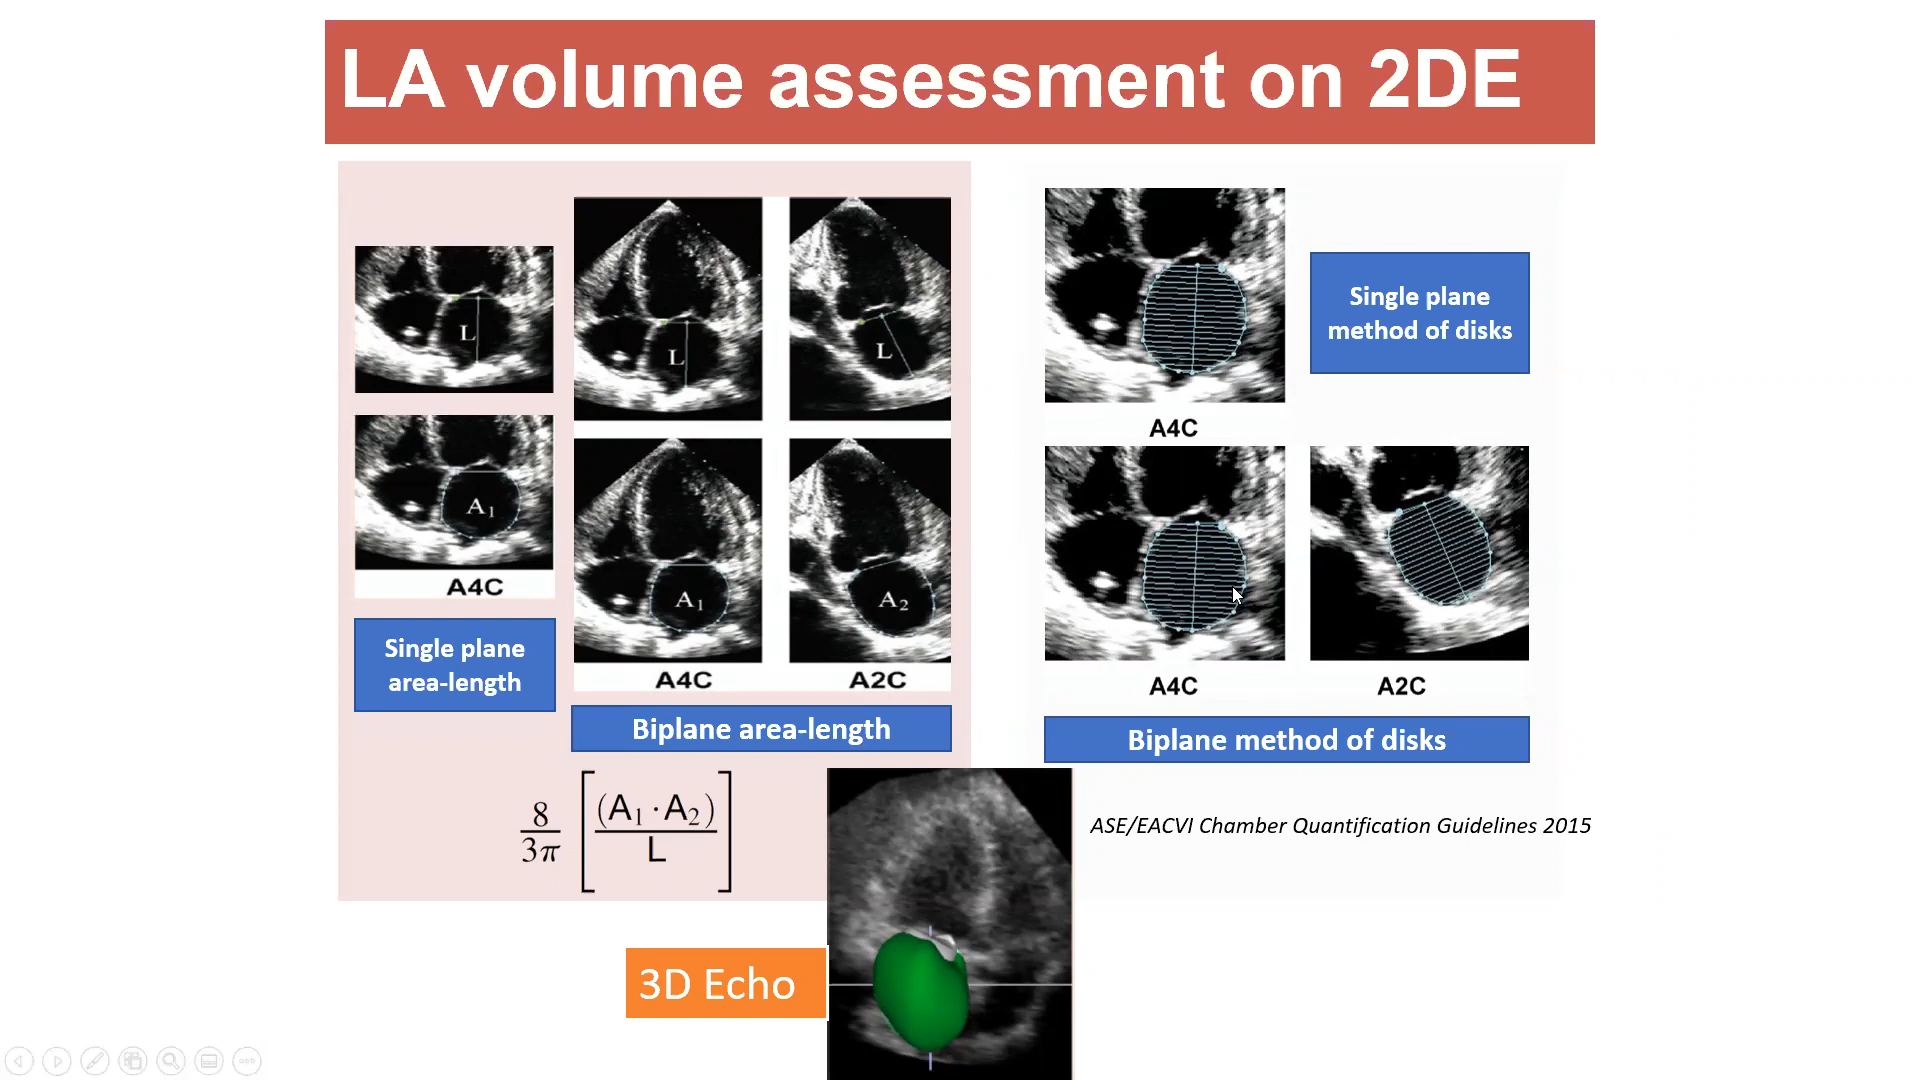 LA volume assessment on 2DE
L
A1
A4C
Single plane
area-length
L
L
A1
A2
A4C
A2C
Biplane area-length
8/3π [(A1 · A2)/L]
A4C
Single plane
method of disks
A4C
A2C
Biplane method of disks
ASE/EACVI Chamber Quantification Guidelines 2015
3D Echo